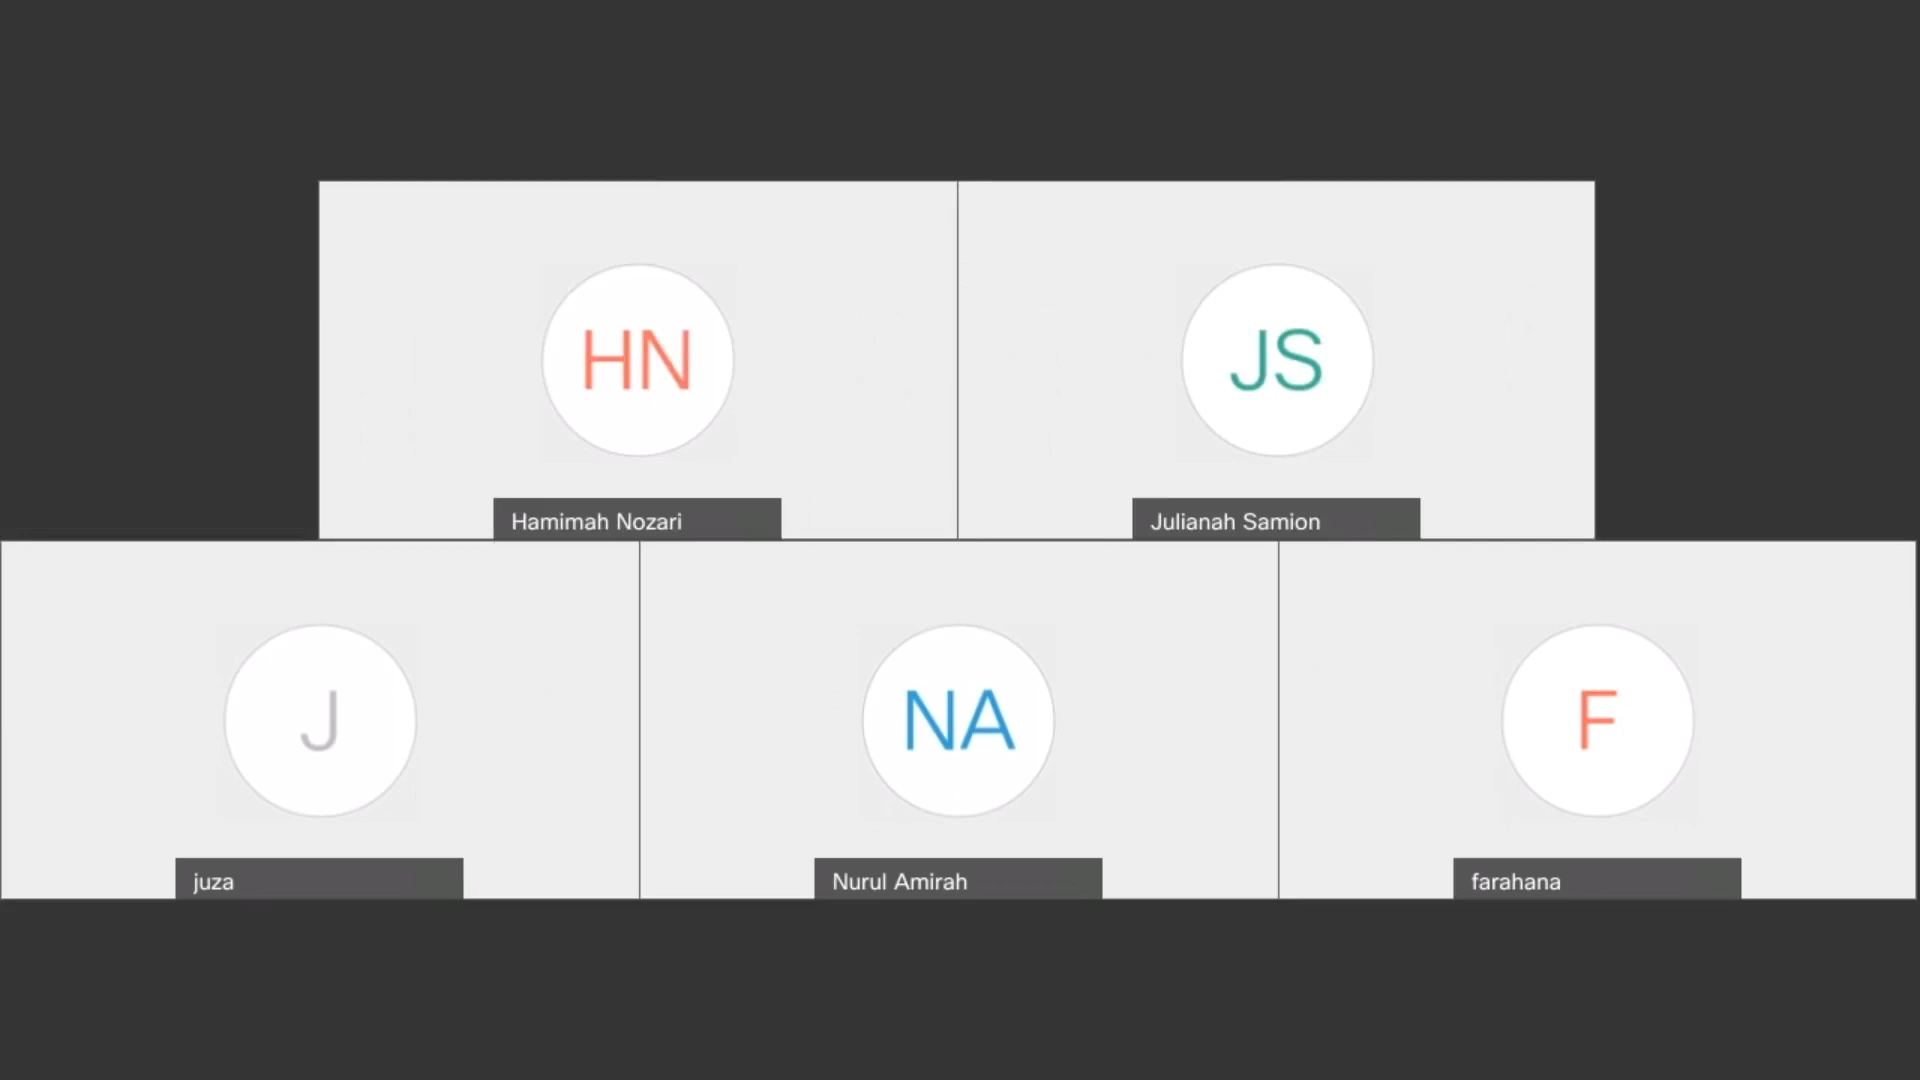 HN
Hamimah Nozari
JS
Julianah Samion
J
juza
NA
Nurul Amirah
F
farahana